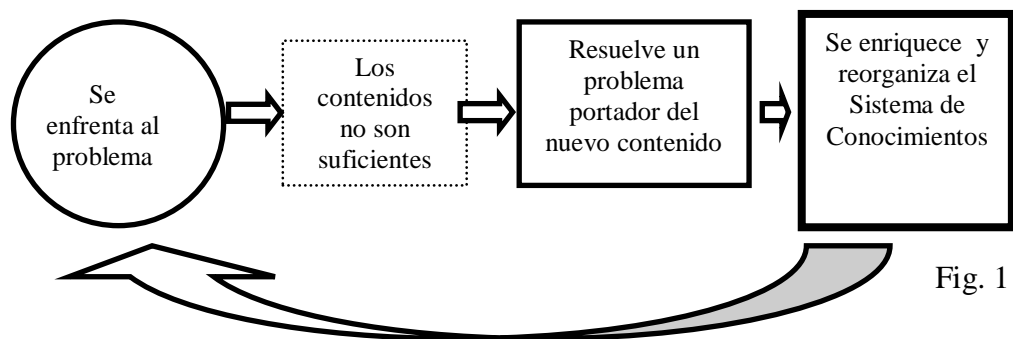 Se
enfrenta al
problema
Los
contenidos
no son
suficientes
Resuelve un
problema
portador del
nuevo contenido
Se enriquece y
reorganiza el
Sistema de
Conocimientos
Fig. 1